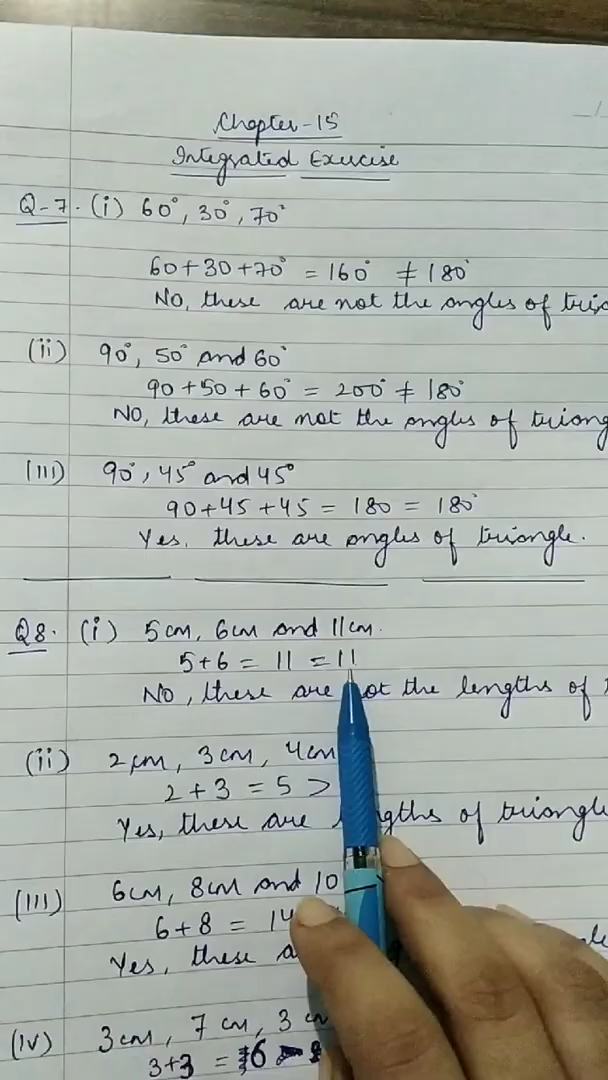 Chapter-15
Integrated Exercise
Q-7. (i) 60°, 30°, 70°
60+30+70° = 160° ≠ 180°
No, these are not the angles of
(ii) 90°, 50° and 60°
90+50+60° = 200° ≠ 180°
No, these are not the angles of
(III) 90°, 45° and 45°
90+45+45 = 180 = 180°
Yes, these are angles of triangle.
Q8. (i) 5cm, 6cm and 11cm.
5+6 = 11 = 11
No, these are not the lengths of
(ii) 2cm, 3cm, 4cm
2+3 = 5 >
Yes, these are of triangle
(III) 6cm, 8cm and 10
6+8 = 14
Yes, these
(IV) 3cm, 7cm, 3
3+3 = 6